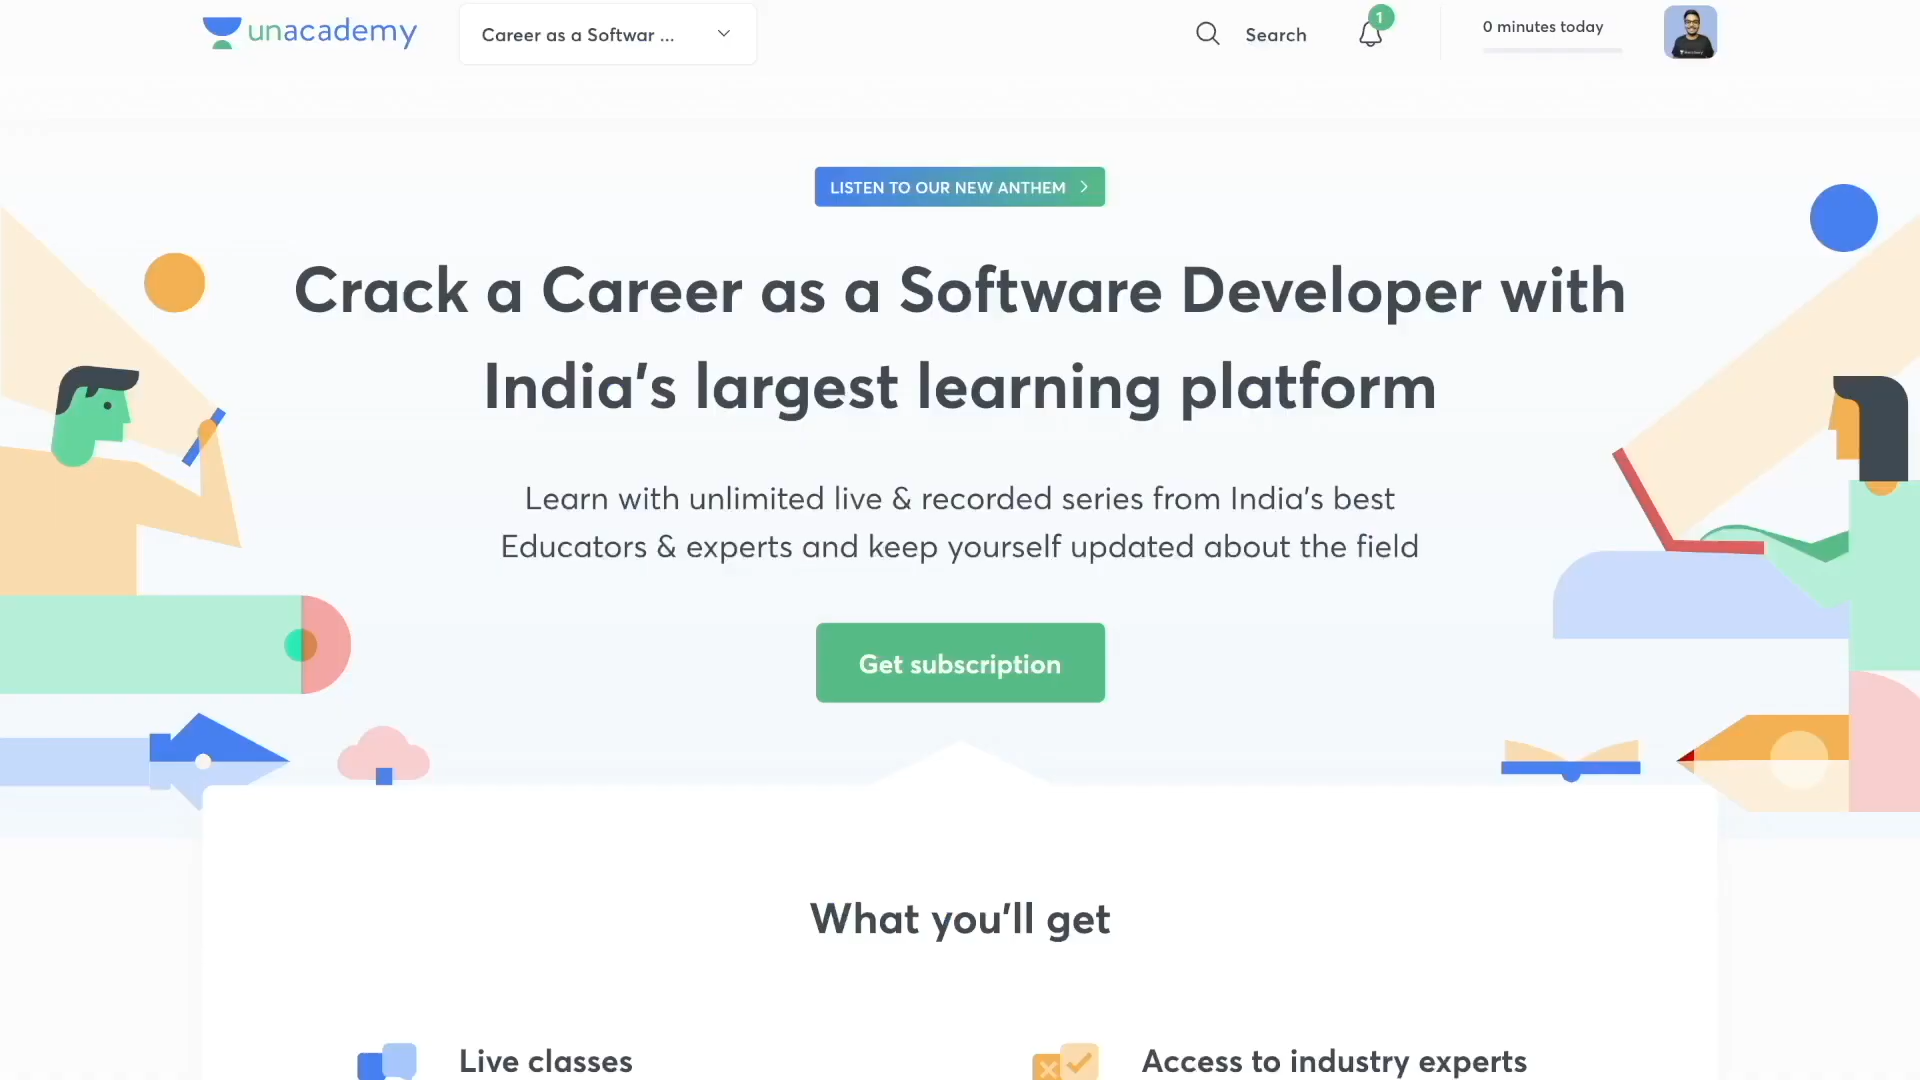 unacademy
Career as a Softwar ...
Search
1
0 minutes today
LISTEN TO OUR NEW ANTHEM
Crack a Career as a Software Developer with
India's largest learning platform
Learn with unlimited live & recorded series from India's best
Educators & experts and keep yourself updated about the field
Get subscription
What you'll get
Live classes
Access to industry experts